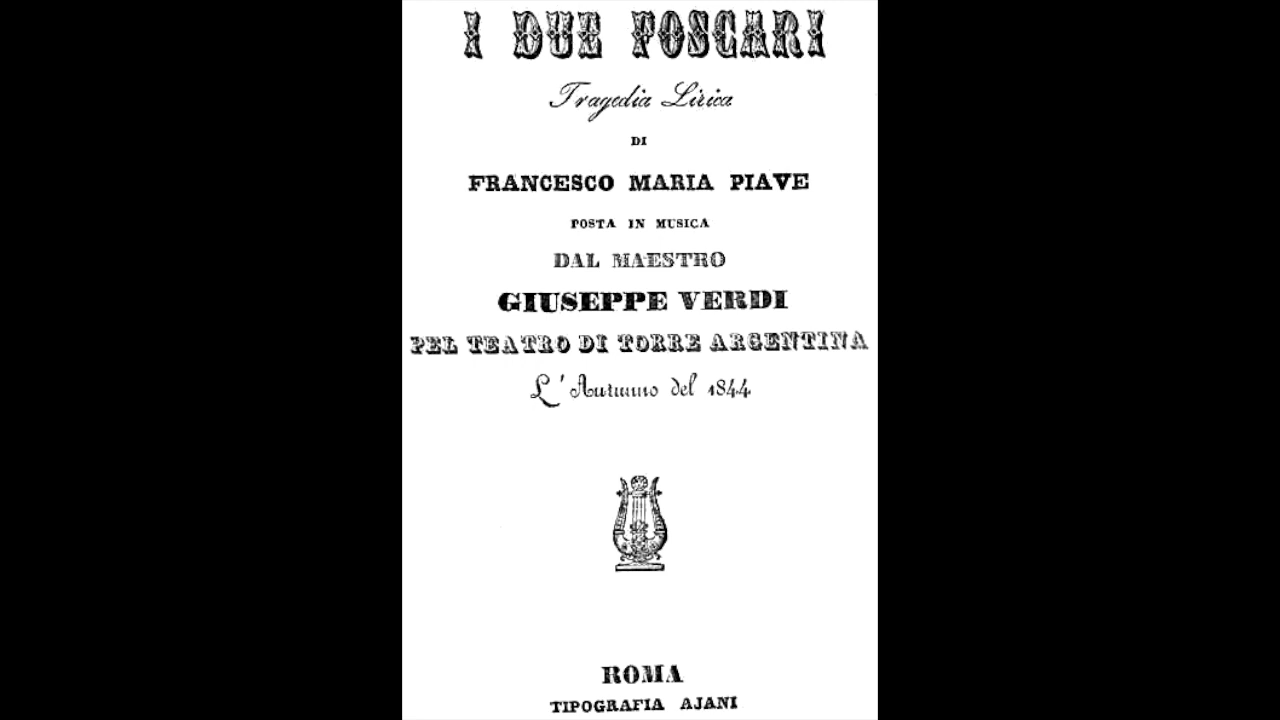 I DUE FOSCARI
Tragedia Lirica
DI
FRANCESCO MARIA PIAVE
POSTA IN MUSICA
DAL MAESTRO
GIUSEPPE VERDI
PEL TEATRO DI TORRE ARGENTINA
L'Autunno del 1844
ROMA
TIPOGRAFIA AJANI